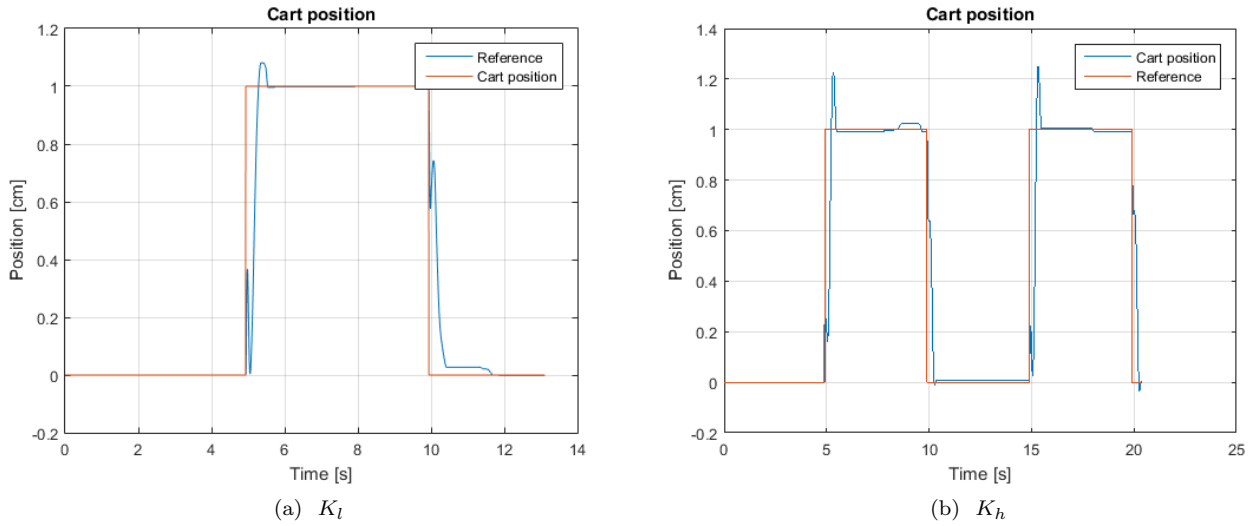 Cart position
1.2
1
0.8
0.6
0.4
0.2
0
-0.2
Position [cm]
Reference
Cart position
0 2 4 6 8 10 12 14
Time [s]
(a) K_l
Cart position
1.4
1.2
1
0.8
0.6
0.4
0.2
0
-0.2
Position [cm]
Cart position
Reference
0 5 10 15 20 25
Time [s]
(b) K_h